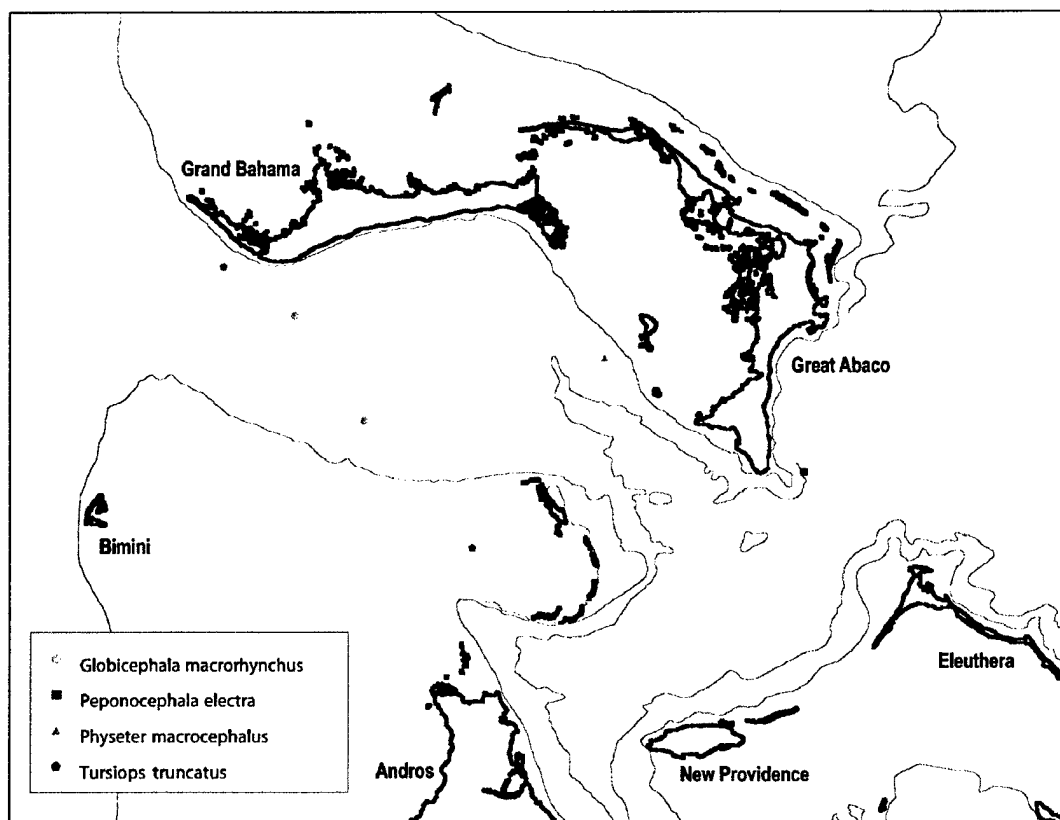 Grand Bahama
Great Abaco
Bimini
Eleuthera
Globicephala macrorhynchus
Peponocephala electra
Physeter macrocephalus
Tursiops truncatus
Andros
New Providence